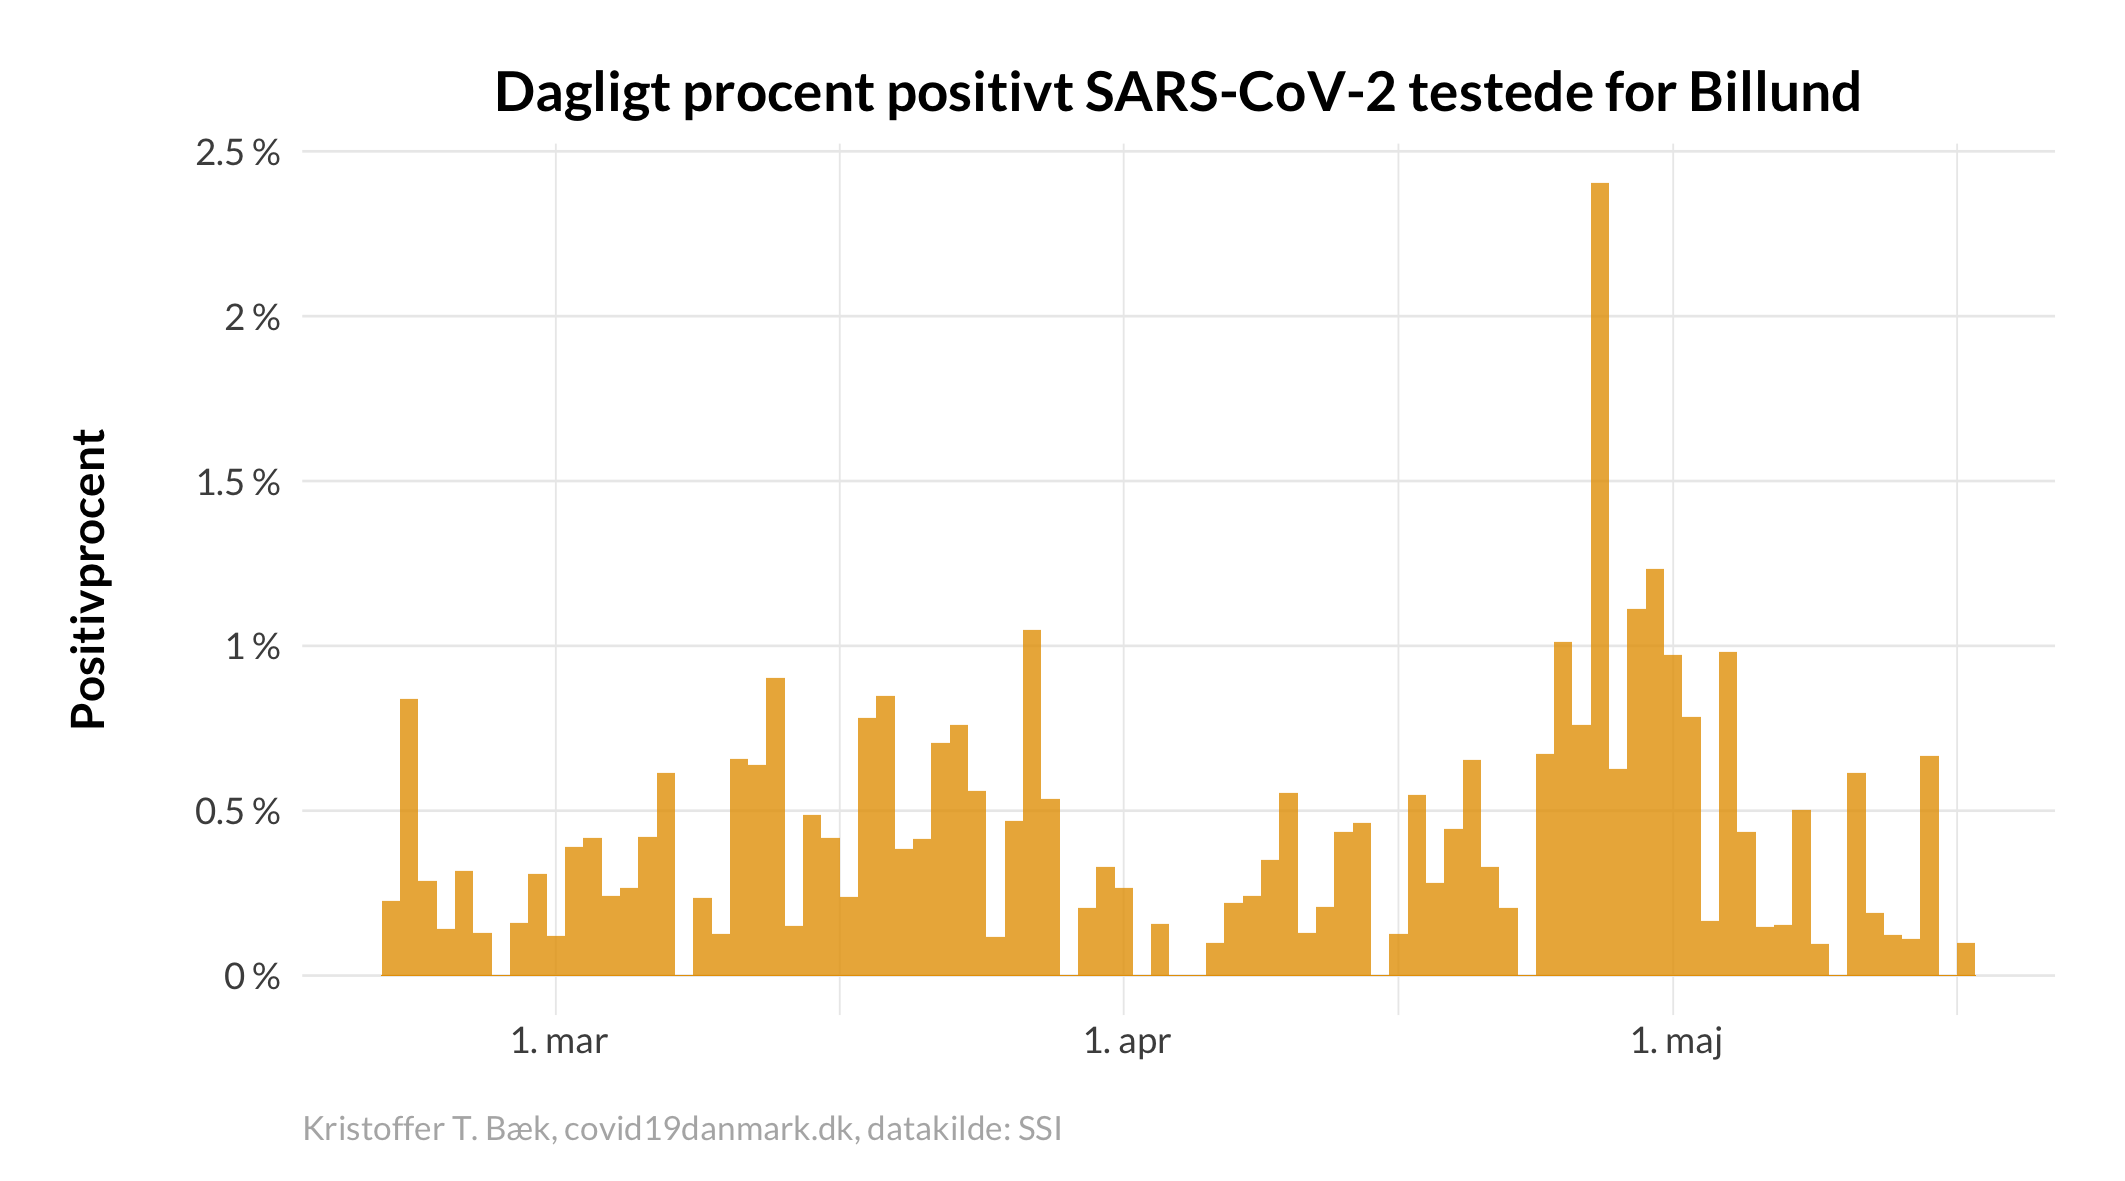 Dagligt procent positivt SARS-CoV-2 testede for Billund
Positivprocent
2.5 %
2 %
1.5 %
1 %
0.5 %
0 %
1. mar
1. apr
1. maj
Kristoffer T. Bæk, covid19danmark.dk, datakilde: SSI